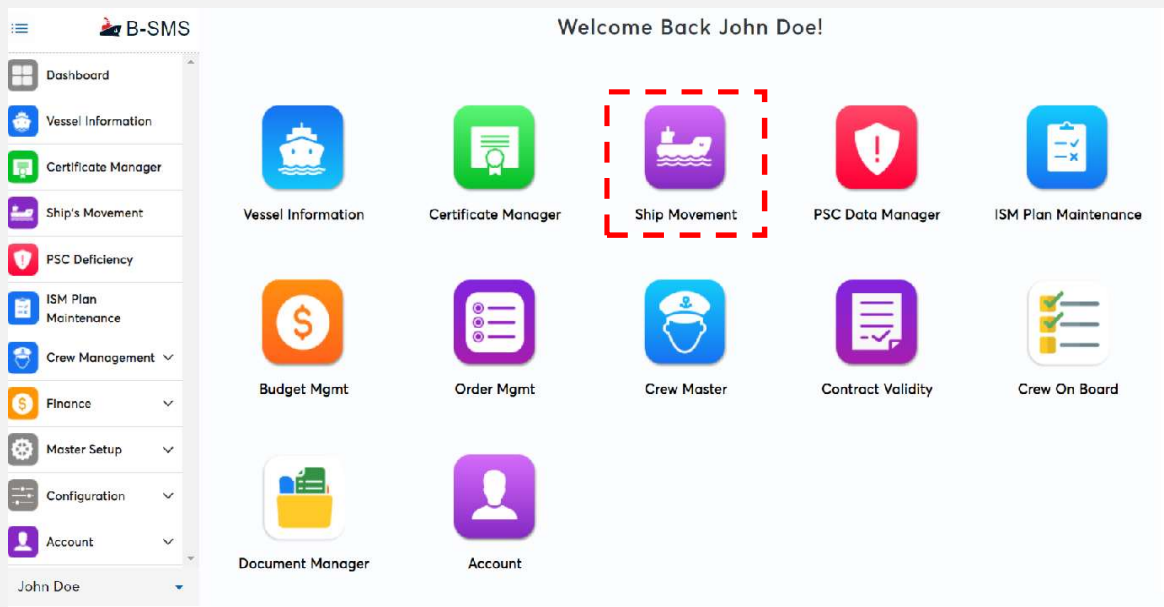 B-SMS
Welcome Back John Doe!
Dashboard
Vessel Information
Certificate Manager
Ship's Movement
PSC Deficiency
ISM Plan
Maintenance
Crew Management
Finance
Master Setup
Configuration
Account
John Doe
Vessel Information
Certificate Manager
Ship Movement
PSC Data Manager
ISM Plan Maintenance
Budget Mgmt
Order Mgmt
Crew Master
Contract Validity
Crew On Board
Document Manager
Account